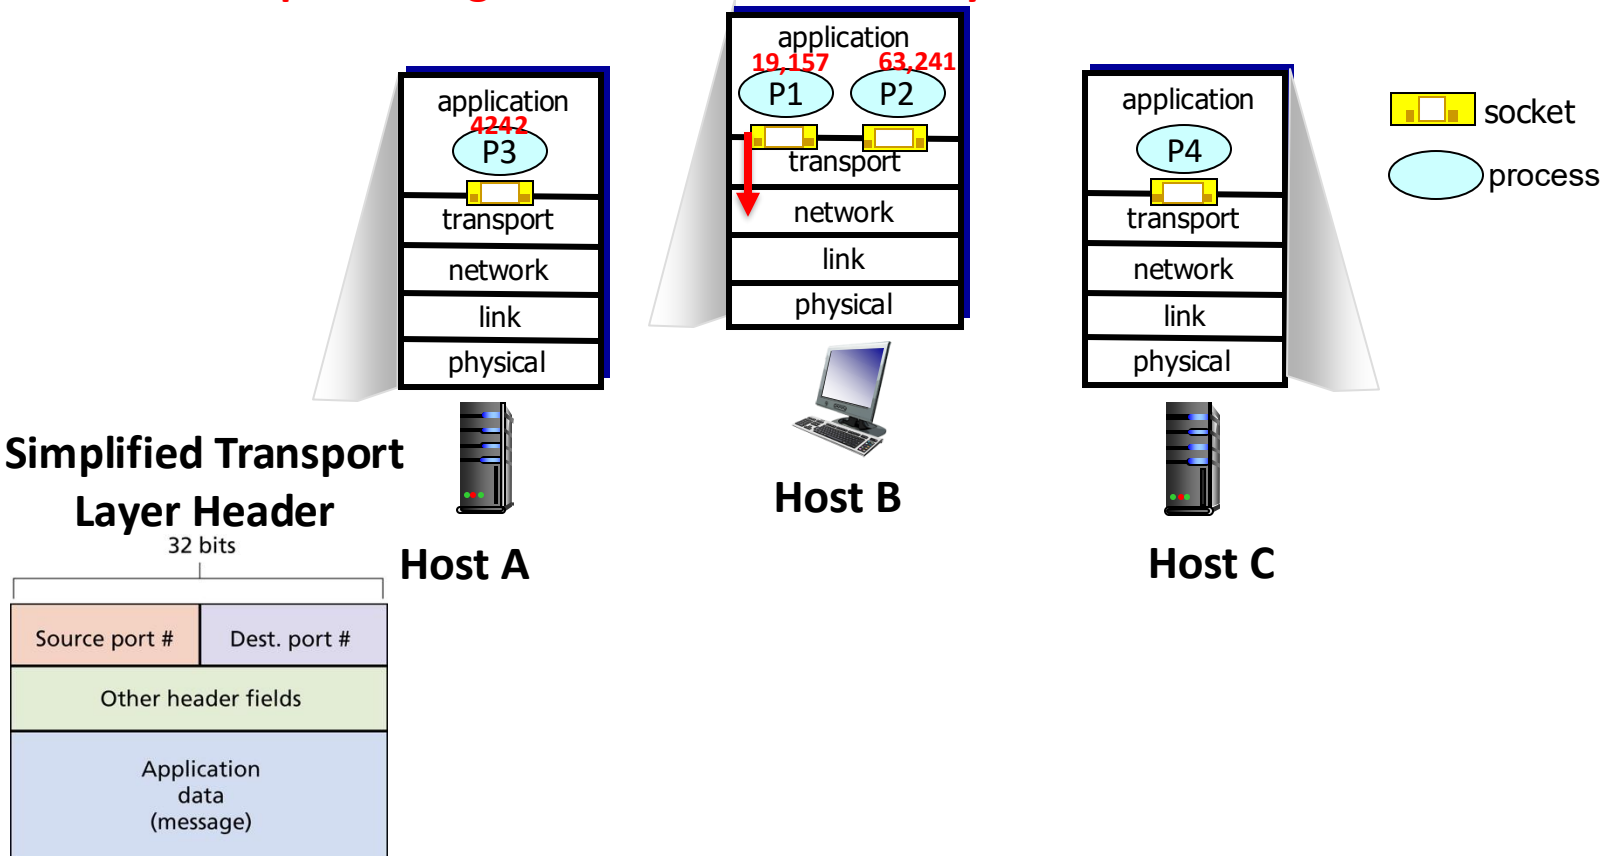 application
19,157
63,241
P1
P2
transport
network
link
physical
Host B
application
4242
P3
transport
network
link
physical
Host A
application
P4
transport
network
link
physical
Host C
socket
process
Simplified Transport
Layer Header
32 bits
Source port #
Dest. port #
Other header fields
Application
data
(message)